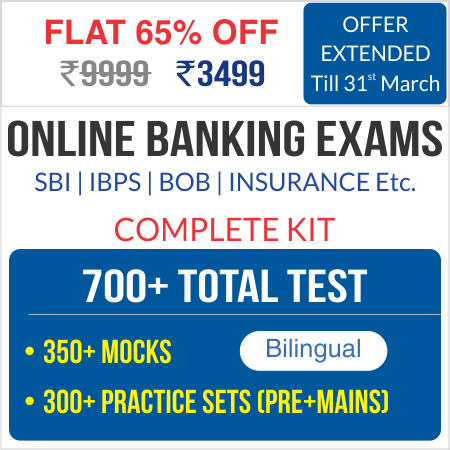 FLAT 65% OFF
₹9999 ₹3499
OFFER
EXTENDED
Till 31st March
ONLINE BANKING EXAMS
SBI | IBPS | BOB | INSURANCE Etc.
COMPLETE KIT
700+ TOTAL TEST
• 350+ MOCKS
Bilingual
• 300+ PRACTICE SETS (PRE+MAINS)